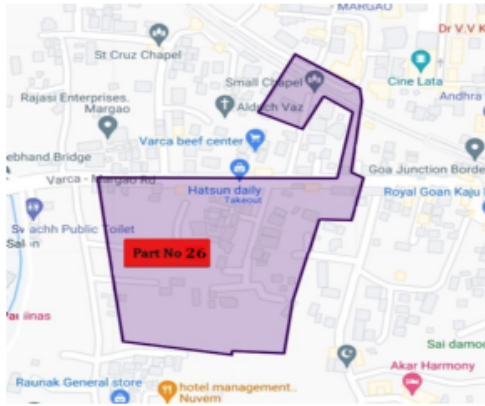 MARGAO
Dr V.V K
St Cruz Chapel
Cine Lata
Small Chapel
Andhra
Rajasi Enterprises,
Margao
Aldrich Vaz
Varca beef center
ebhand Bridge
Goa Junction Borde
Varca - Margao Rd
Hatsun daily
Takeout
Royal Goan Kaju
Swachh Public Toilet
Salon
Part No 26
Sai damo
Akar Harmony
Raunak General store
hotel management..
Nuvem